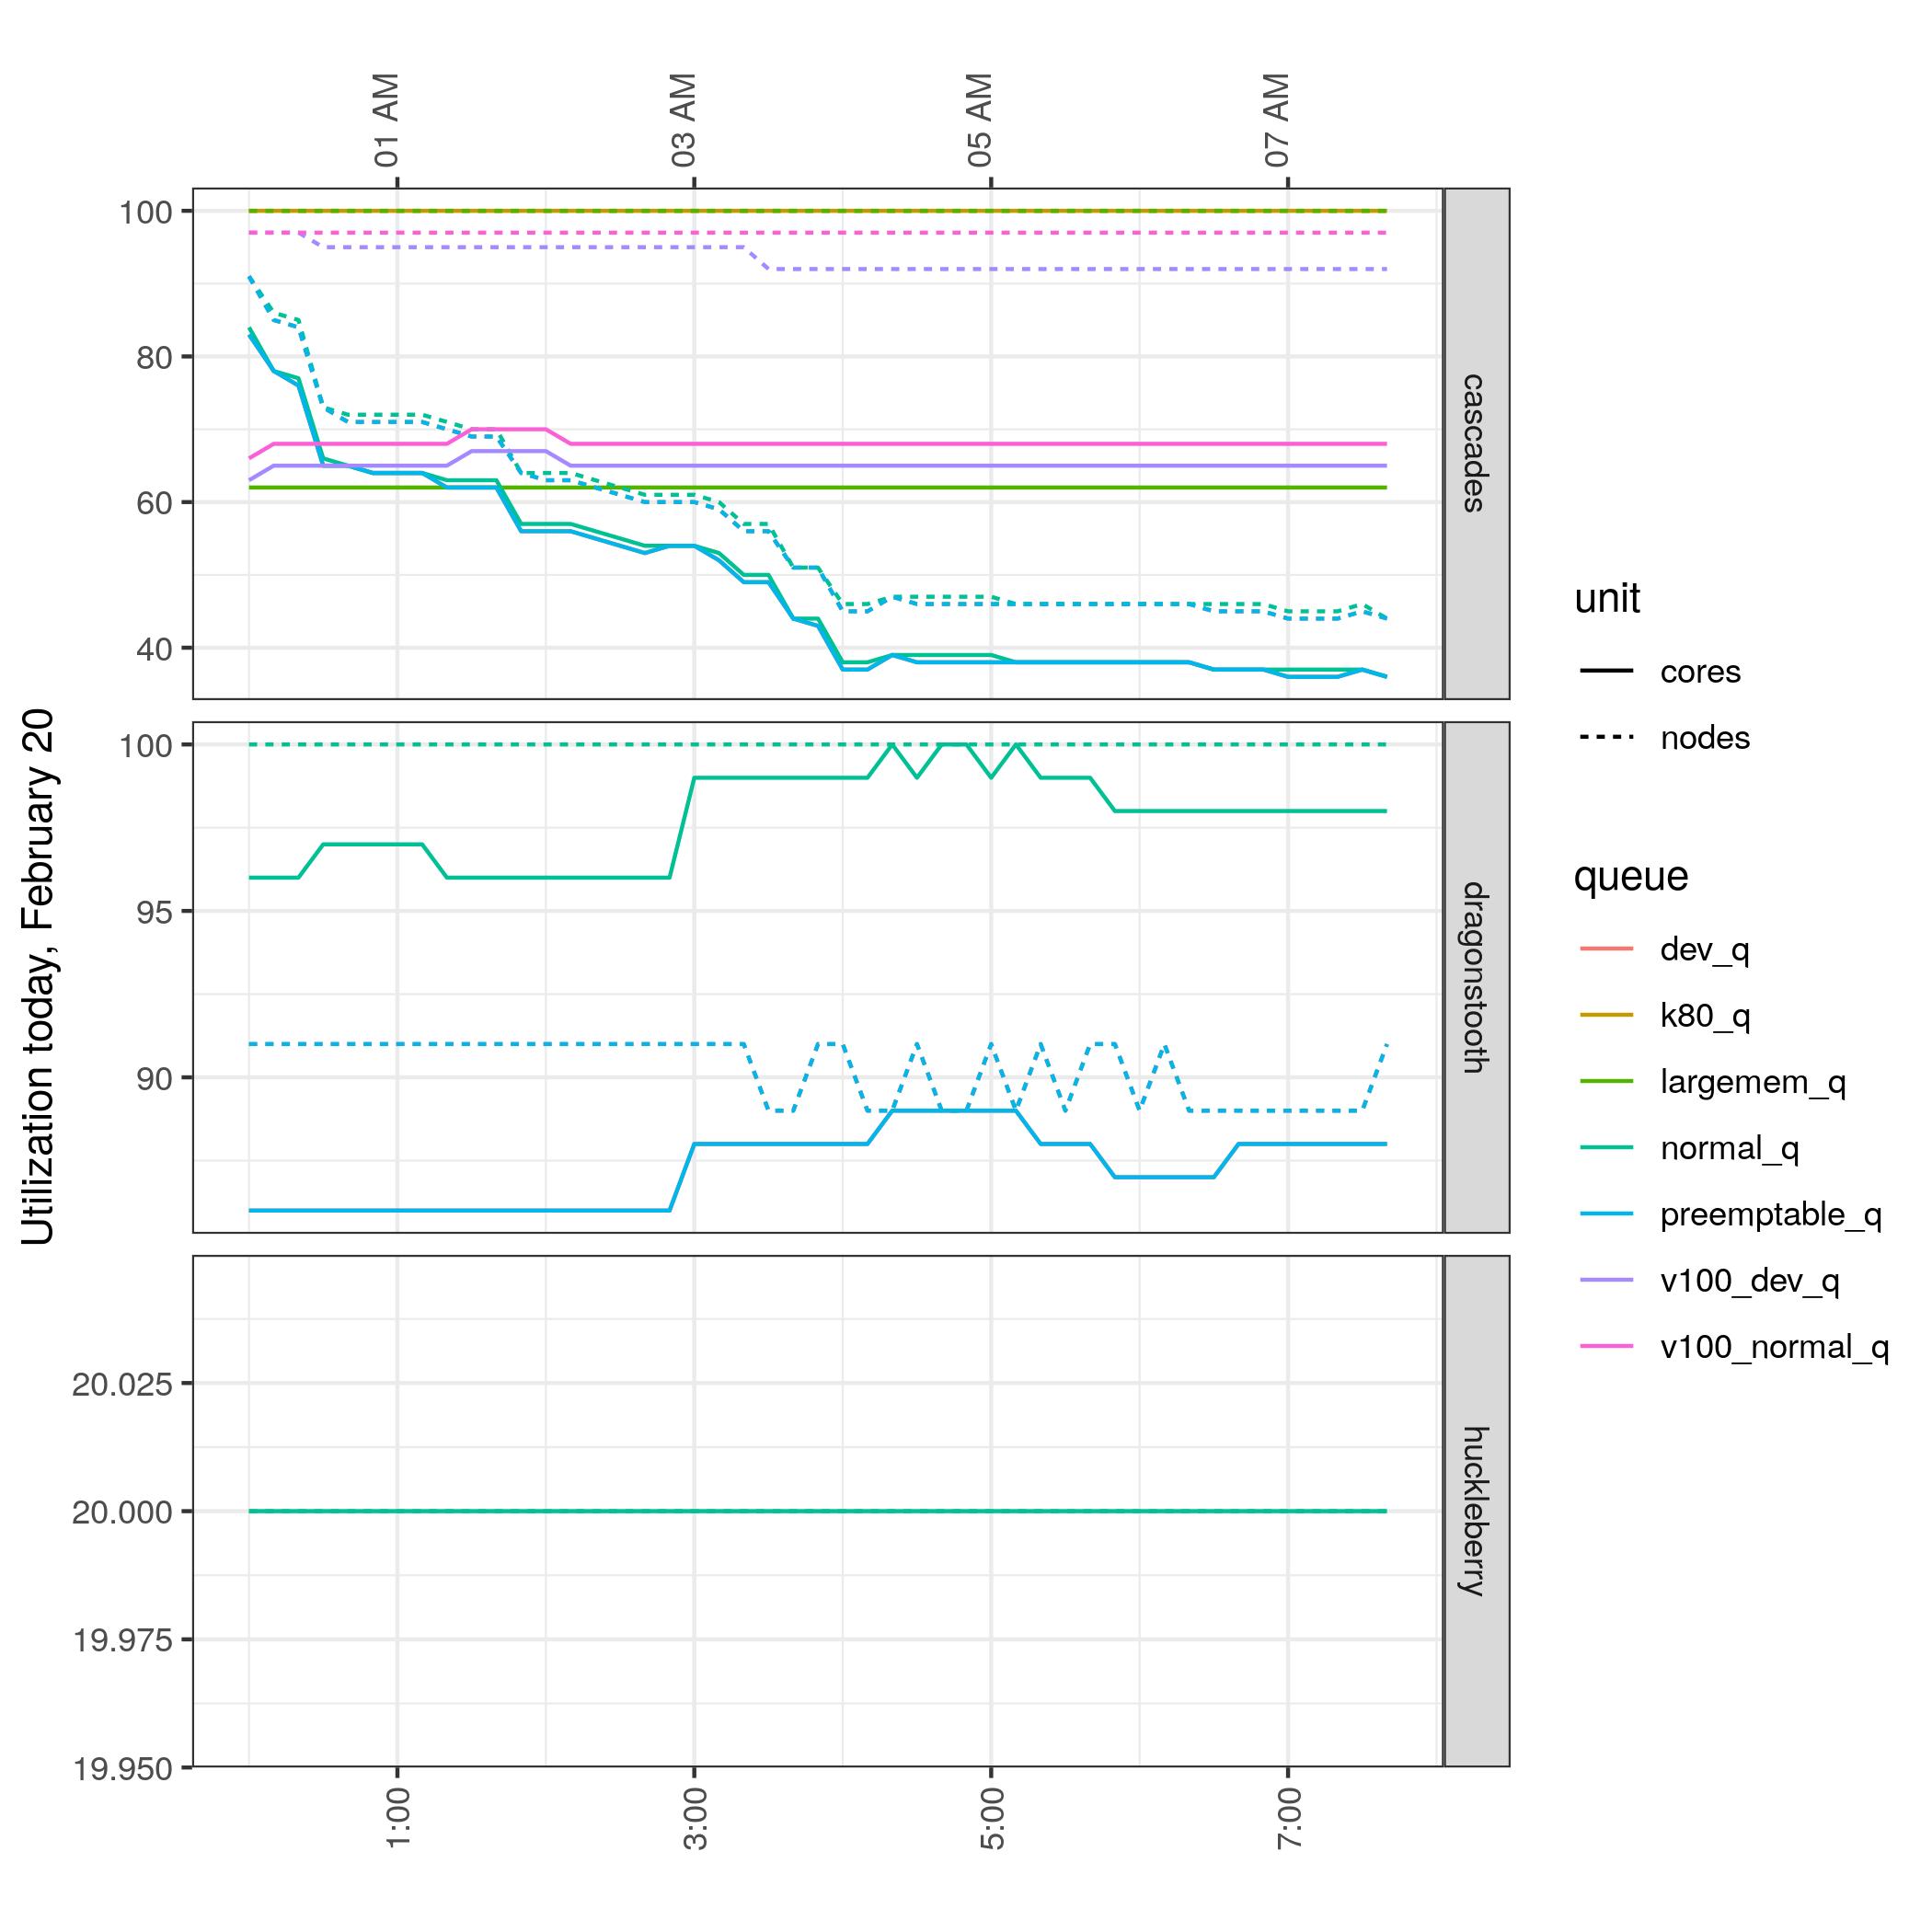 01 AM
03 AM
05 AM
07 AM
Utilization today, February 20
100
80
60
40
cascades
100
95
90
dragonstooth
20.025
20.000
19.975
19.950
huckleberry
1:00
3:00
5:00
7:00
unit
cores
nodes
queue
dev_q
k80_q
largemem_q
normal_q
preemptable_q
v100_dev_q
v100_normal_q